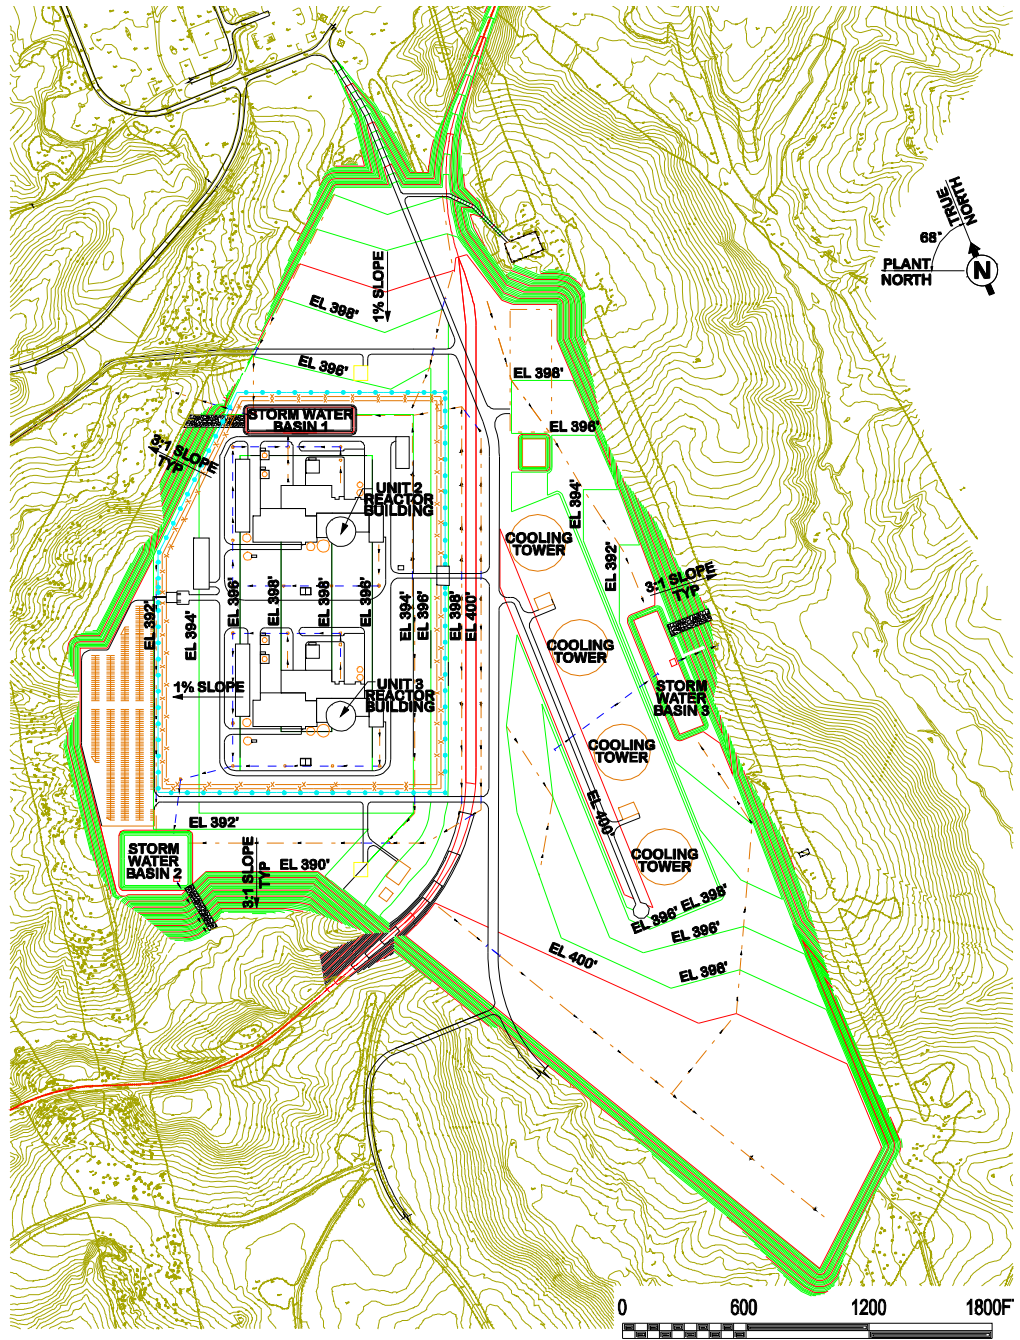 TRUE
NORTH
68°
PLANT
NORTH
N
1% SLOPE
EL 398'
EL 396'
EL 398'
EL 396'
STORM WATER
BASIN 1
3:1 SLOPE
TYP
UNIT 2
REACTOR
BUILDING
EL 394'
COOLING
TOWER
EL 392'
3:1 SLOPE
TYP
EL 392'
EL 394'
EL 396'
EL 398'
EL 398'
EL 396'
EL 394'
EL 396'
EL 398'
EL 400'
COOLING
TOWER
1% SLOPE
UNIT 3
REACTOR
BUILDING
STORM
WATER
BASIN 3
COOLING
TOWER
EL 400'
EL 392'
STORM
WATER
BASIN 2
3:1 SLOPE
TYP
EL 390'
COOLING
TOWER
EL 396'
EL 398'
EL 396'
EL 400'
EL 398'
0 600 1200 1800FT